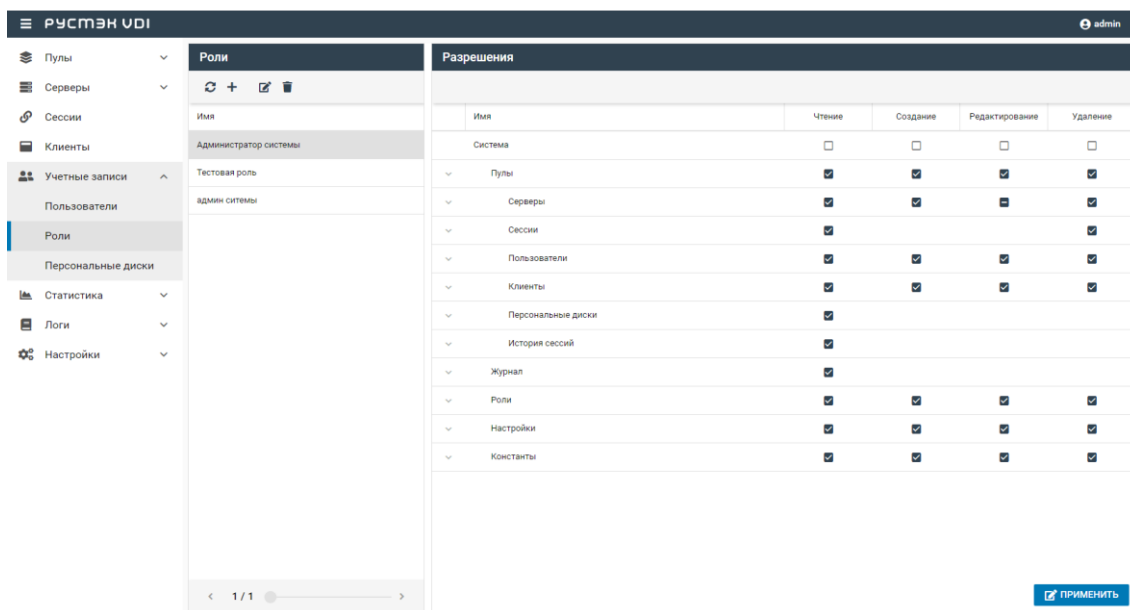 РУСТЭК VDI
admin
Пулы
Серверы
Сессии
Клиенты
Учетные записи
Пользователи
Роли
Персональные диски
Статистика
Логи
Настройки
Роли
Имя
Администратор системы
Тестовая роль
админ ситемы
1 / 1
Разрешения
Имя Чтение Создание Редактирование Удаление
Система
Пулы
Серверы
Сессии
Пользователи
Клиенты
Персональные диски
История сессий
Журнал
Роли
Настройки
Константы
ПРИМЕНИТЬ